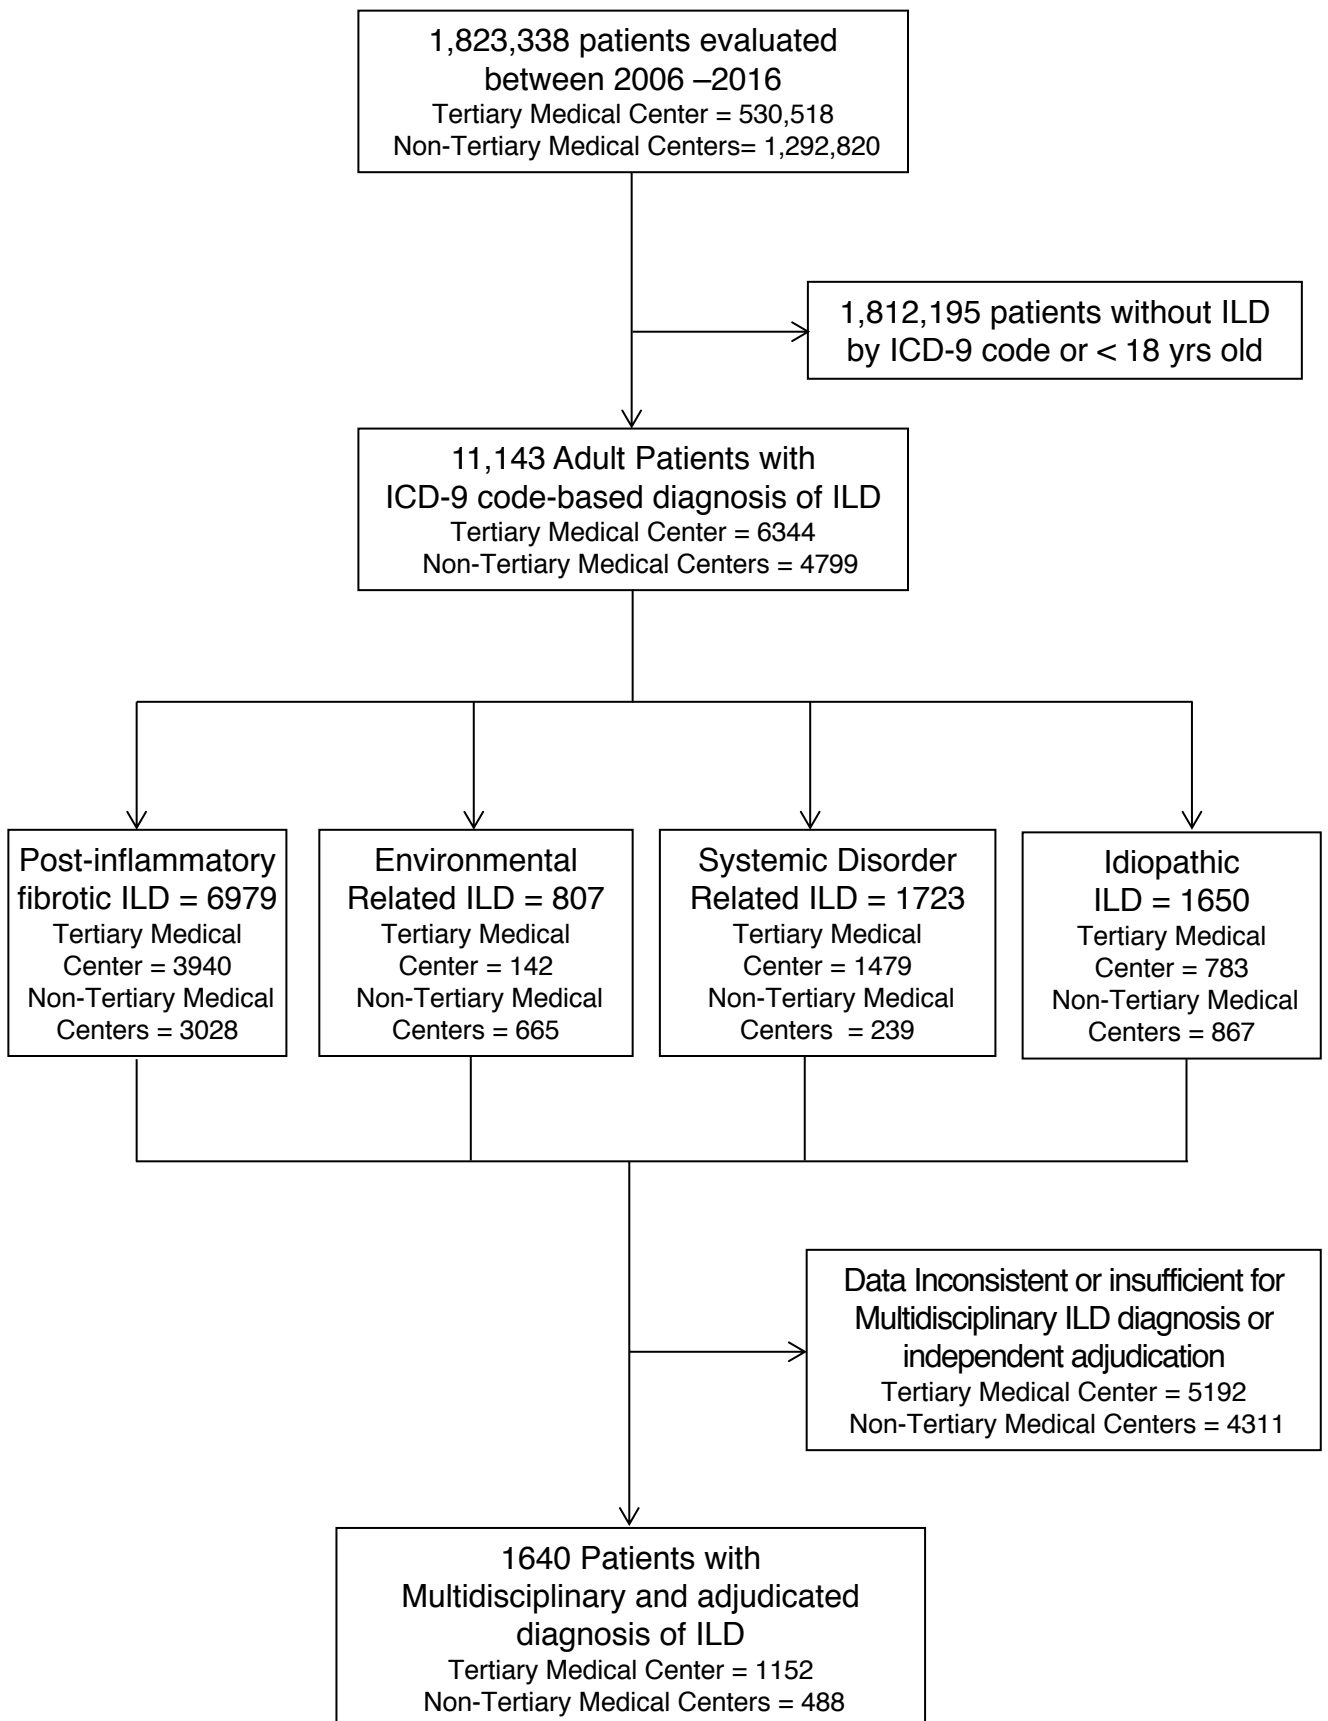 1,823,338 patients evaluated
between 2006 –2016
Tertiary Medical Center = 530,518
Non-Tertiary Medical Centers= 1,292,820
1,812,195 patients without ILD
by ICD-9 code or < 18 yrs old
11,143 Adult Patients with
ICD-9 code-based diagnosis of ILD
Tertiary Medical Center = 6344
Non-Tertiary Medical Centers = 4799
Post-inflammatory
fibrotic ILD = 6979
Tertiary Medical
Center = 3940
Non-Tertiary Medical
Centers = 3028
Environmental
Related ILD = 807
Tertiary Medical
Center = 142
Non-Tertiary Medical
Centers = 665
Systemic Disorder
Related ILD = 1723
Tertiary Medical
Center = 1479
Non-Tertiary Medical
Centers = 239
Idiopathic
ILD = 1650
Tertiary Medical
Center = 783
Non-Tertiary Medical
Centers = 867
Data Inconsistent or insufficient for
Multidisciplinary ILD diagnosis or
independent adjudication
Tertiary Medical Center = 5192
Non-Tertiary Medical Centers = 4311
1640 Patients with
Multidisciplinary and adjudicated
diagnosis of ILD
Tertiary Medical Center = 1152
Non-Tertiary Medical Centers = 488